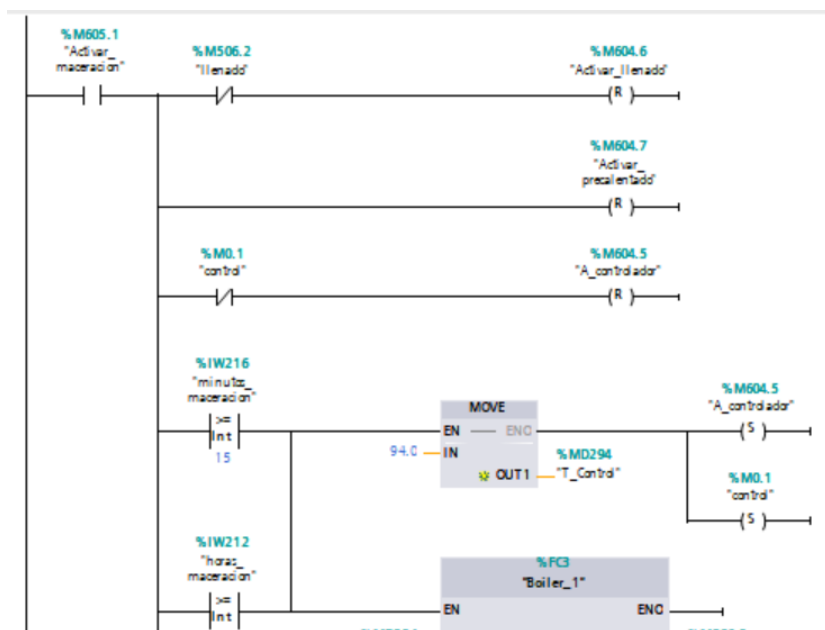 %M605.1
"Activar_
maceracion"
%M506.2
"llenado"
%M604.6
"Activar_llenado"
R
%M604.7
"Activar_
precalentado"
R
%M0.1
"control"
%M604.5
"A_controlador"
R
%IW216
"minutos_
maceracion"
>=
Int
15
MOVE
EN
ENO
94.0
IN
OUT1
%MD294
"T_Control"
%M604.5
"A_controlador"
S
%M0.1
"control"
S
%IW212
"horas_
maceracion"
>=
Int
%FC3
"Boiler_1"
EN
ENO